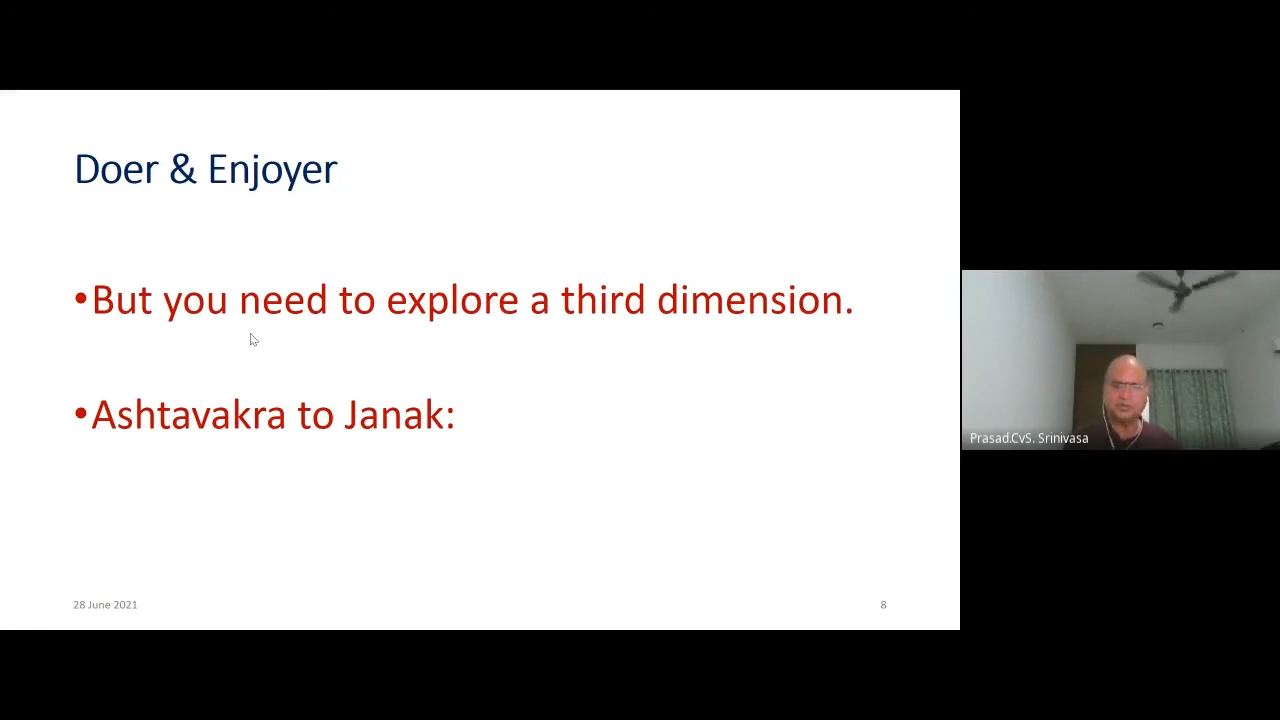 Doer & Enjoyer
•But you need to explore a third dimension.
•Ashtavakra to Janak:
28 June 2021
8
Prasad.CvS. Srinivasa